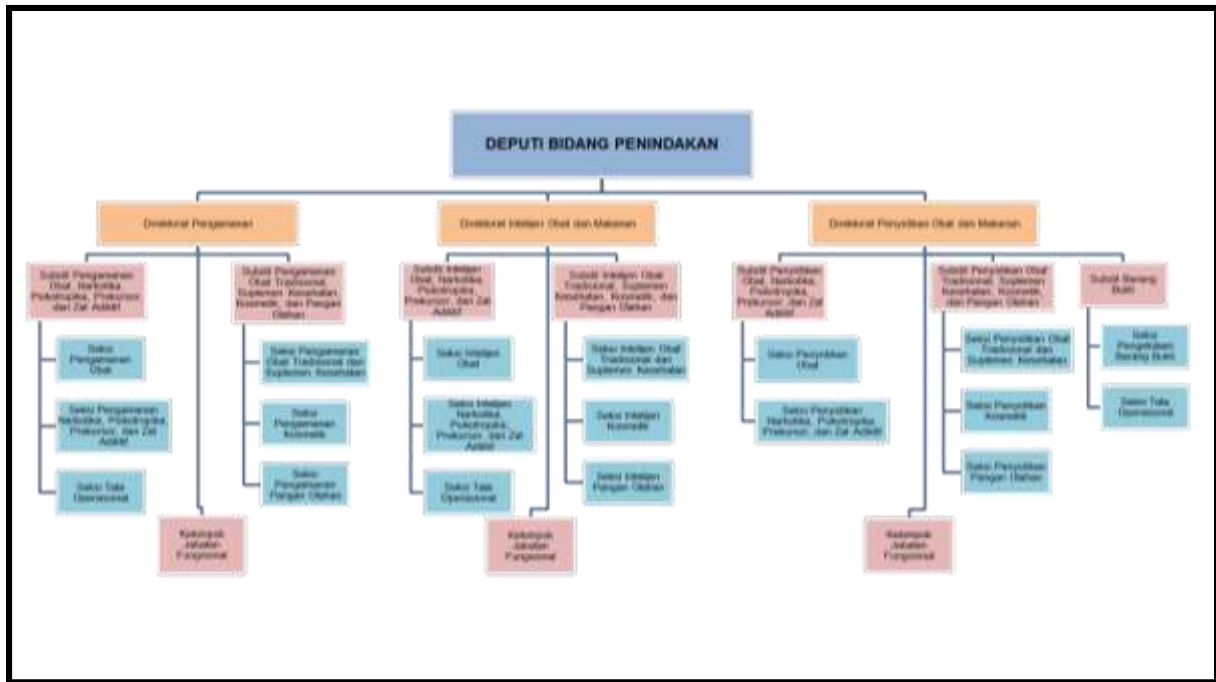 DEPUTI BIDANG PENINDAKAN
Direktorat Pengamanan
Direktorat Intelijen Obat dan Makanan
Direktorat Penyidikan Obat dan Makanan
Subdit Pengamanan
Obat, Narkotika,
Psikotropika, Prekursor,
dan Zat Adiktif
Subdit Pengamanan
Obat Tradisional,
Suplemen Kesehatan,
Kosmetik, dan Pangan
Olahan
Subdit Intelijen
Obat, Narkotika,
Psikotropika,
Prekursor, dan Zat
Adiktif
Subdit Intelijen Obat
Tradisional, Suplemen
Kesehatan, Kosmetik, dan
Pangan Olahan
Subdit Penyidikan
Obat, Narkotika,
Psikotropika,
Prekursor, dan Zat
Adiktif
Subdit Penyidikan Obat
Tradisional, Suplemen
Kesehatan, Kosmetik,
dan Pangan Olahan
Subdit Barang
Bukti
Seksi
Pengamanan
Obat
Seksi Pengamanan
Narkotika, Psikotropika,
Prekursor, dan Zat
Adiktif
Seksi Tata
Operasional
Seksi Pengamanan
Obat Tradisional dan
Suplemen Kesehatan
Seksi
Pengamanan
Kosmetik
Seksi
Pengamanan
Pangan Olahan
Seksi Intelijen
Obat
Seksi Intelijen
Narkotika,
Psikotropika,
Prekursor, dan Zat
Adiktif
Seksi Tata
Operasional
Seksi Intelijen Obat
Tradisional dan
Suplemen Kesehatan
Seksi Intelijen
Kosmetik
Seksi Intelijen
Pangan Olahan
Seksi Penyidikan
Obat
Seksi Penyidikan
Narkotika, Psikotropika,
Prekursor, dan Zat Adiktif
Seksi Penyidikan Obat
Tradisional dan
Suplemen Kesehatan
Seksi Penyidikan
Kosmetik
Seksi Penyidikan
Pangan Olahan
Seksi
Pengelolaan
Barang Bukti
Seksi Tata
Operasional
Kelompok
Jabatan
Fungsional
Kelompok
Jabatan
Fungsional
Kelompok
Jabatan
Fungsional